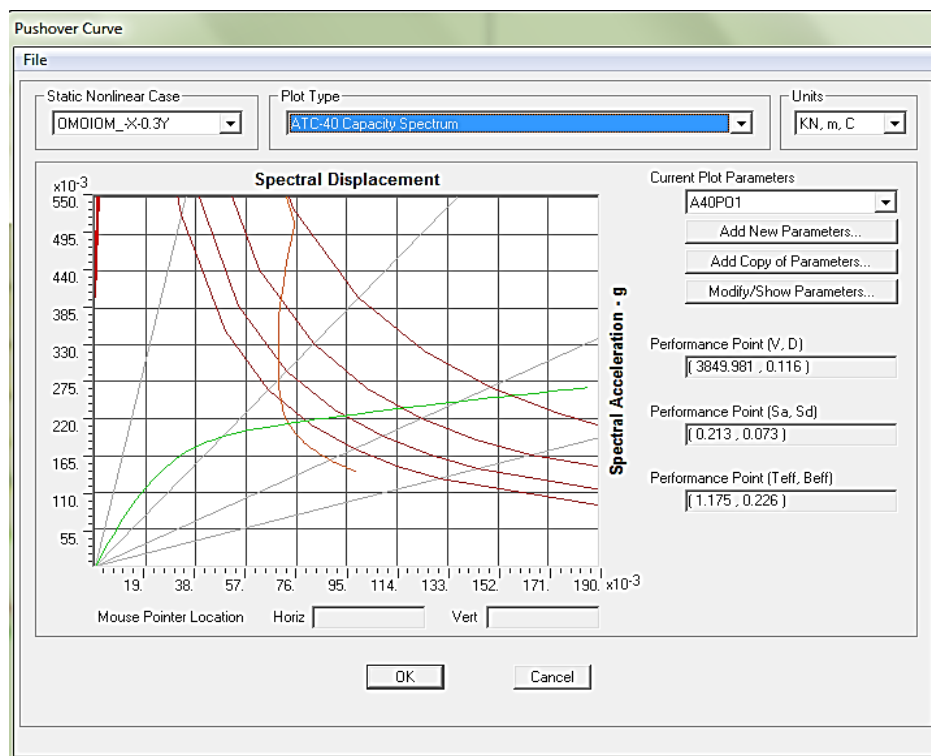 Pushover Curve
File
Static Nonlinear Case
OMOIOM_-X-0.3Y
Plot Type
ATC-40 Capacity Spectrum
Units
KN, m, C
Spectral Displacement
x10-3
550.
495.
440.
385.
330.
275.
220.
165.
110.
55.
19. 38. 57. 76. 95. 114. 133. 152. 171. 190. x10-3
Spectral Acceleration - g
Mouse Pointer Location Horiz Vert
Current Plot Parameters
A40PO1
Add New Parameters...
Add Copy of Parameters...
Modify/Show Parameters...
Performance Point (V, D)
( 3849.981 , 0.116 )
Performance Point (Sa, Sd)
( 0.213 , 0.073 )
Performance Point (Teff, Beff)
( 1.175 , 0.226 )
OK Cancel